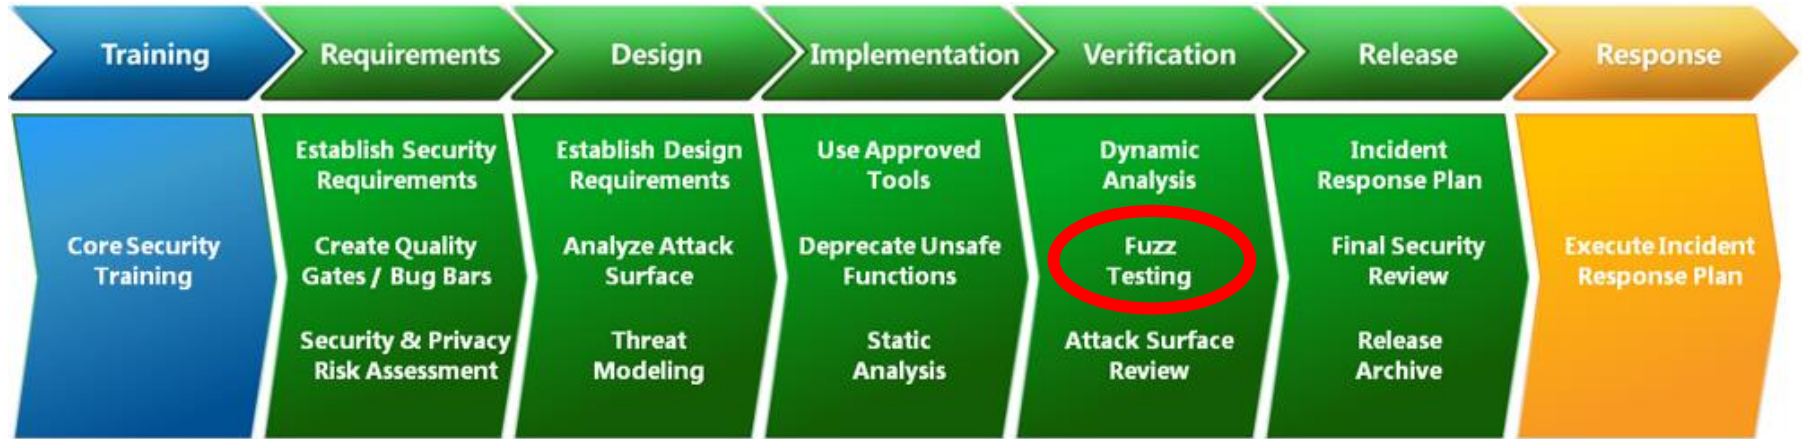 Training
Requirements
Design
Implementation
Verification
Release
Response
Core Security
Training
Establish Security
Requirements
Create Quality
Gates / Bug Bars
Security & Privacy
Risk Assessment
Establish Design
Requirements
Analyze Attack
Surface
Threat
Modeling
Use Approved
Tools
Deprecate Unsafe
Functions
Static
Analysis
Dynamic
Analysis
Fuzz
Testing
Attack Surface
Review
Incident
Response Plan
Final Security
Review
Release
Archive
Execute Incident
Response Plan